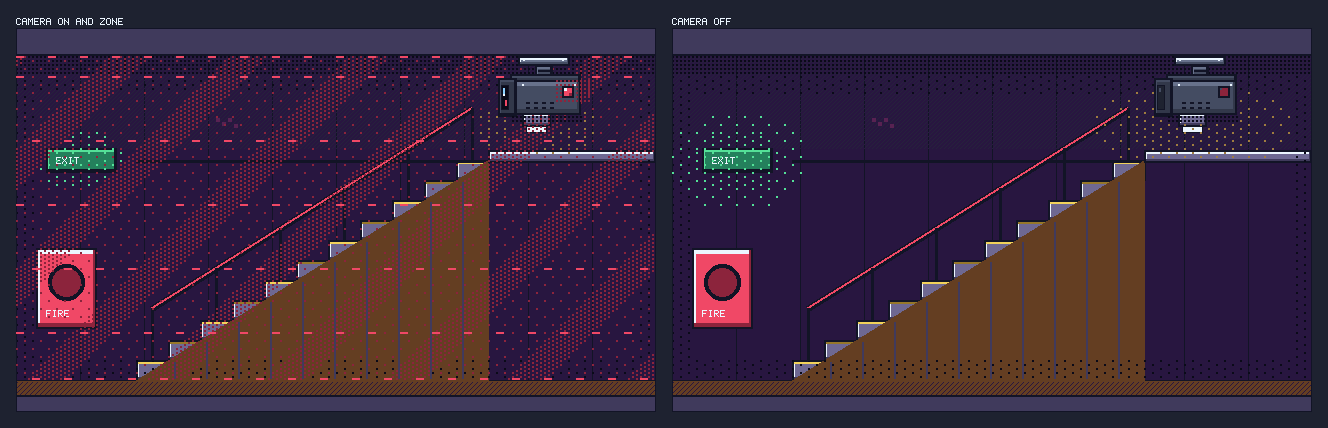 CAMERA ON AND ZONE
CAMERA OFF
EXIT
EXIT
FIRE
FIRE